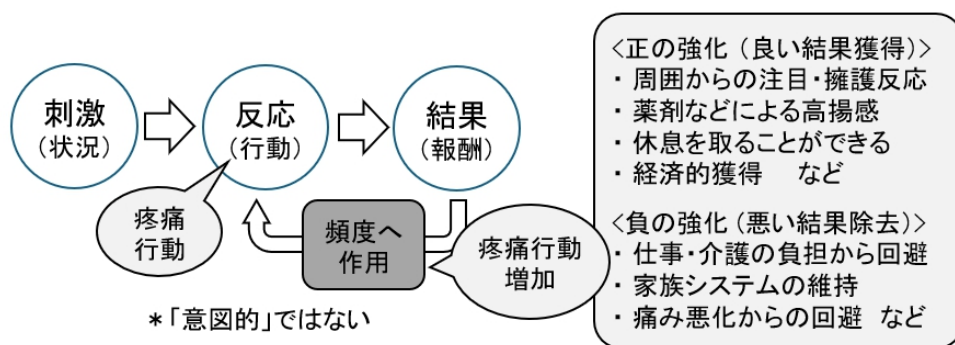 刺激
(状況)
反応
(行動)
結果
(報酬)
疼痛
行動
頻度へ
作用
疼痛行動
増加
*「意図的」ではない
<正の強化(良い結果獲得)>
・周囲からの注目・擁護反応
・薬剤などによる高揚感
・休息を取ることができる
・経済的獲得 など
<負の強化(悪い結果除去)>
・仕事・介護の負担から回避
・家族システムの維持
・痛み悪化からの回避 など